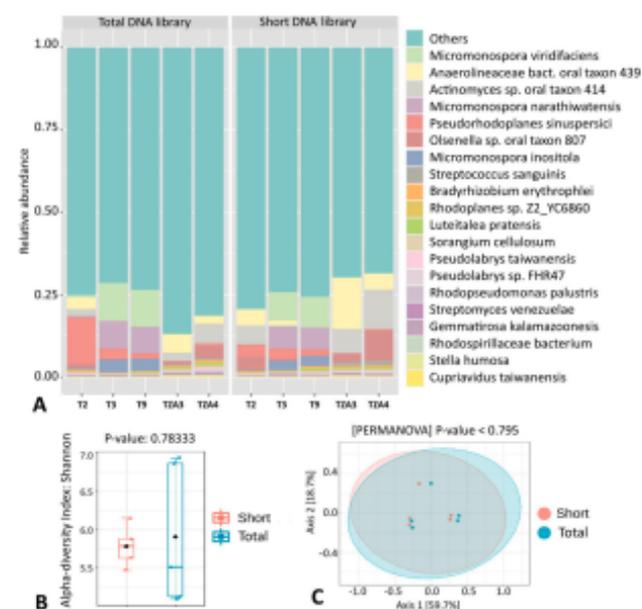 Total DNA library Short DNA library
1.00
0.75
0.50
0.25
0.00
Relative abundance
T2 T3 T9 T2A3 T2A4 T2 T3 T9 T2A3 T2A4
Others
Micromonospora viridifaciens
Anaerolineaceae bact. oral taxon 439
Actinomyces sp. oral taxon 414
Micromonospora narathiwatensis
Pseudorhodoplanes sinuspersici
Olsenella sp. oral taxon 807
Micromonospora inositola
Streptococcus sanguinis
Bradyrhizobium erythrophlei
Rhodoplanes sp. Z2_YC6860
Luteitalea pratensis
Sorangium cellulosum
Pseudolabrys taiwanensis
Pseudolabrys sp. FHR47
Rhodopseudomonas palustris
Streptomyces venezuelae
Gemmatirosa kalamazoonesis
Rhodospirillaceae bacterium
Stella humosa
Cupriavidus taiwanensis
A
P-value: 0.78333
Alpha-diversity Index: Shannon
7.0
6.5
6.0
5.5
Short
Total
B
[PERMANOVA] P-value < 0.795
Axis 2 [18.7%]
0.4
0.0
-0.4
-1.0 -0.5 0.0 0.5 1.0
Axis 1 [59.7%]
Short
Total
C